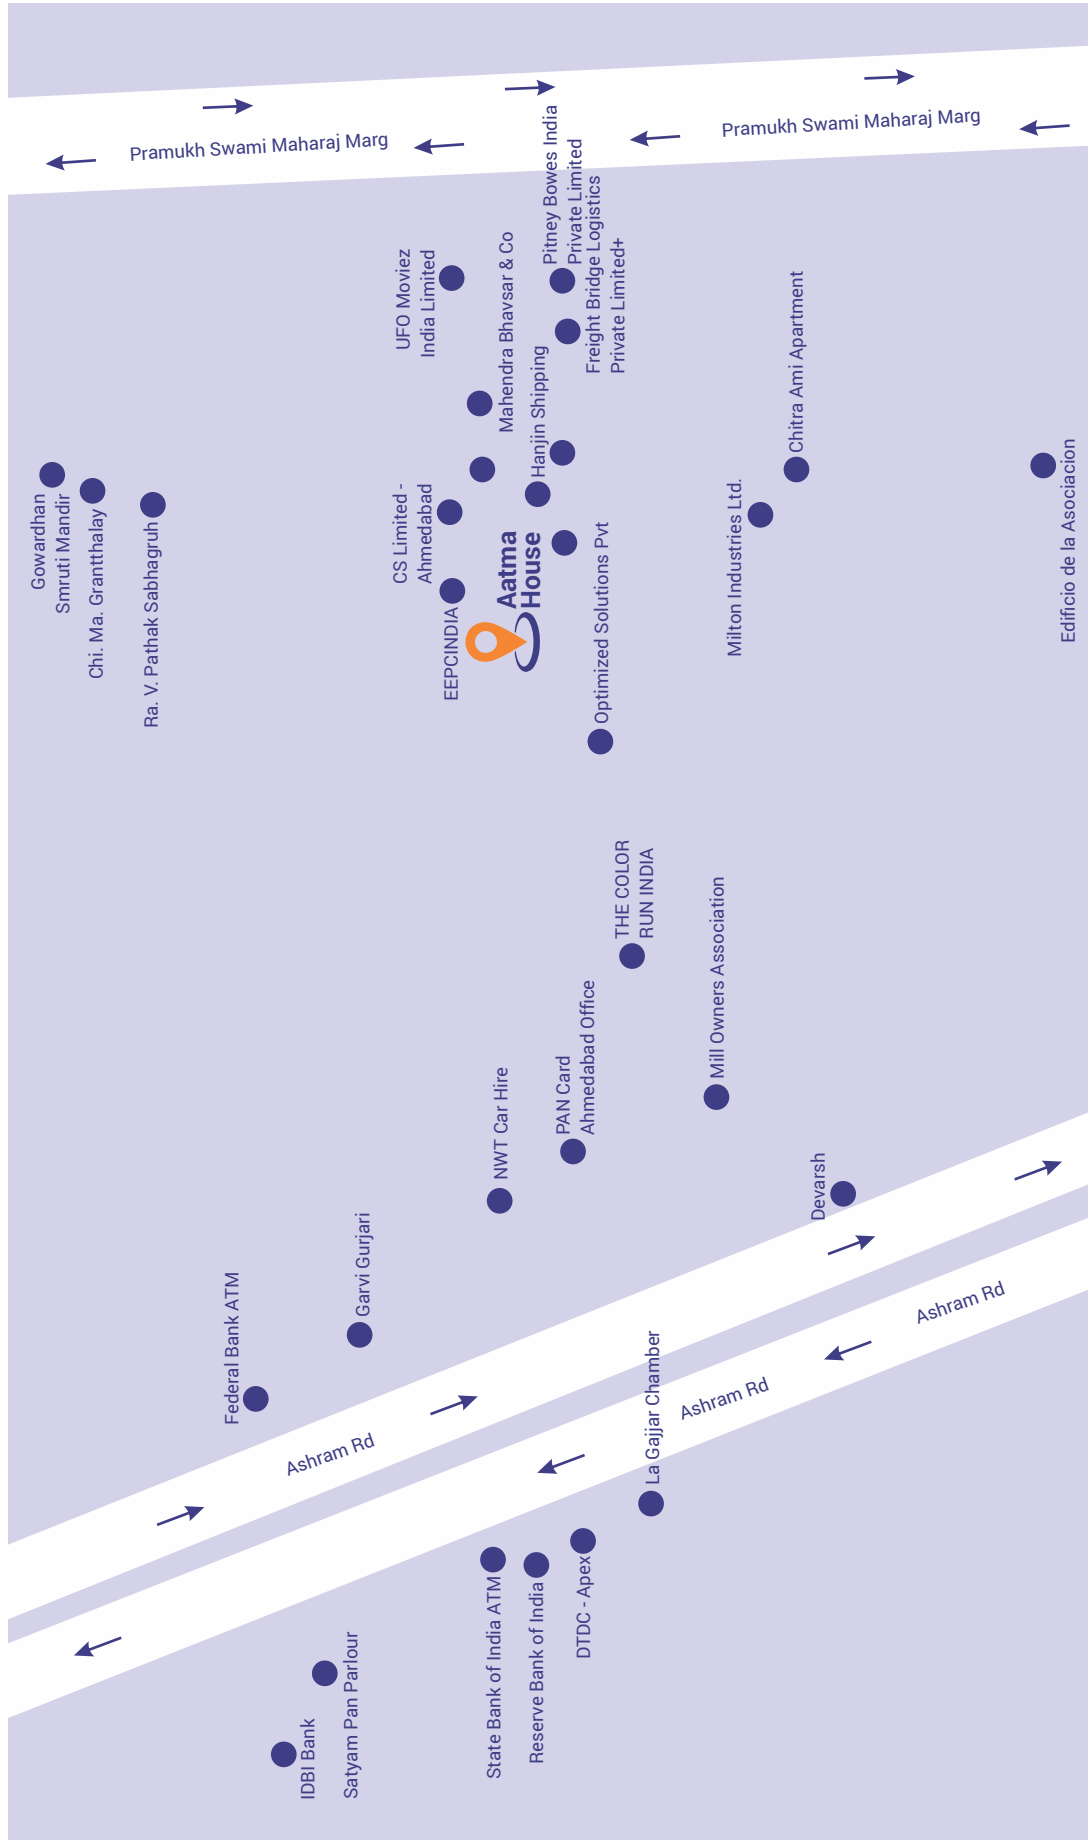 Pramukh Swami Maharaj Marg
Pramukh Swami Maharaj Marg
Pitney Bowes India
Private Limited
Freight Bridge Logistics
Private Limited+
UFO Moviez
India Limited
Mahendra Bhavsar & Co
Hanjin Shipping
Chitra Ami Apartment
Gowardhan
Smruti Mandir
Chi. Ma. Grantthalay
Ra. V. Pathak Sabhagruh
CS Limited -
Ahmedabad
EEPCINDIA
Aatma
House
Optimized Solutions Pvt
Milton Industries Ltd.
Edificio de la Asociacion
THE COLOR
RUN INDIA
Mill Owners Association
PAN Card
Ahmedabad Office
NWT Car Hire
Devarsh
Garvi Gurjari
Federal Bank ATM
Ashram Rd
Ashram Rd
Ashram Rd
La Gajjar Chamber
DTDC - Apex
Reserve Bank of India
State Bank of India ATM
Satyam Pan Parlour
IDBI Bank